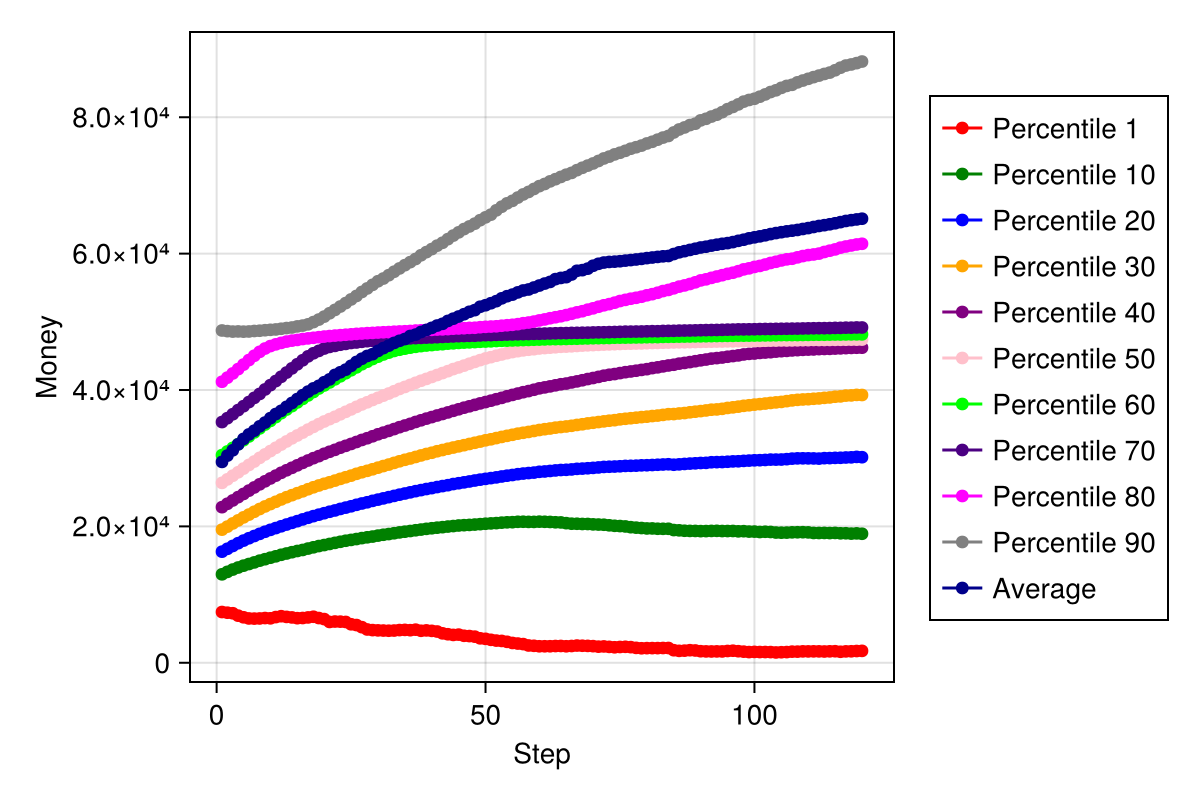 8.0×10⁴
6.0×10⁴
4.0×10⁴
2.0×10⁴
0
Money
0 50 100
Step
Percentile 1
Percentile 10
Percentile 20
Percentile 30
Percentile 40
Percentile 50
Percentile 60
Percentile 70
Percentile 80
Percentile 90
Average